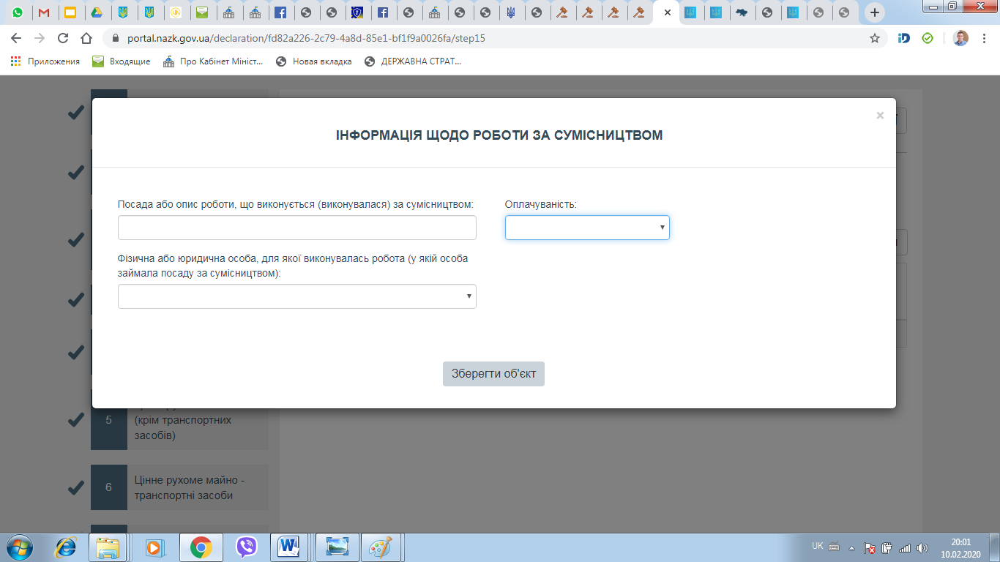 portal.nazk.gov.ua/declaration/fd82a226-2c79-4a8d-85e1-bf1f9a0026fa/step15
Приложения Входящие Про Кабінет Мініст... Новая вкладка ДЕРЖАВНА СТРАТ...
×
ІНФОРМАЦІЯ ЩОДО РОБОТИ ЗА СУМІСНИЦТВОМ
Посада або опис роботи, що виконується (виконувалася) за сумісництвом: Оплачуваність:
Фізична або юридична особа, для якої виконувалась робота (у якій особа
займала посаду за сумісництвом):
Зберегти об'єкт
5 (крім транспортних
засобів)
6 Цінне рухоме майно -
транспортні засоби
UK 20:01
10.02.2020